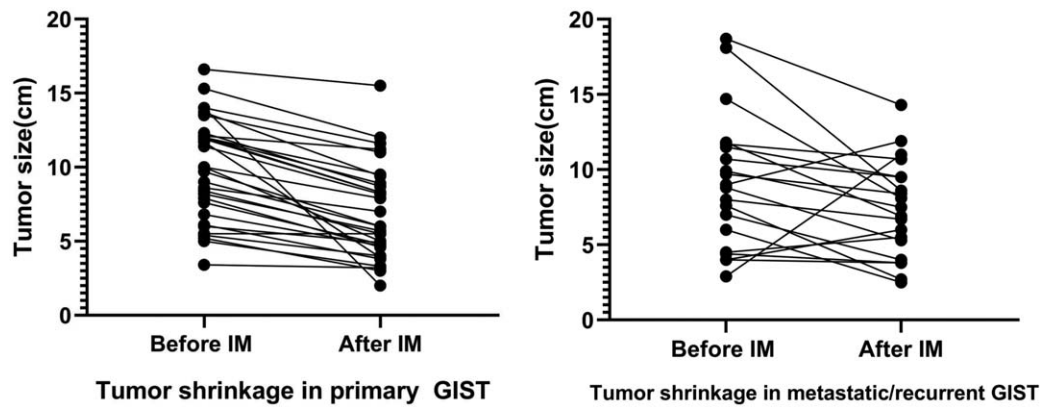 20
15
10
5
0
Tumor size(cm)
Before IM After IM
Tumor shrinkage in primary GIST
20
15
10
5
0
Tumor size(cm)
Before IM After IM
Tumor shrinkage in metastatic/recurrent GIST